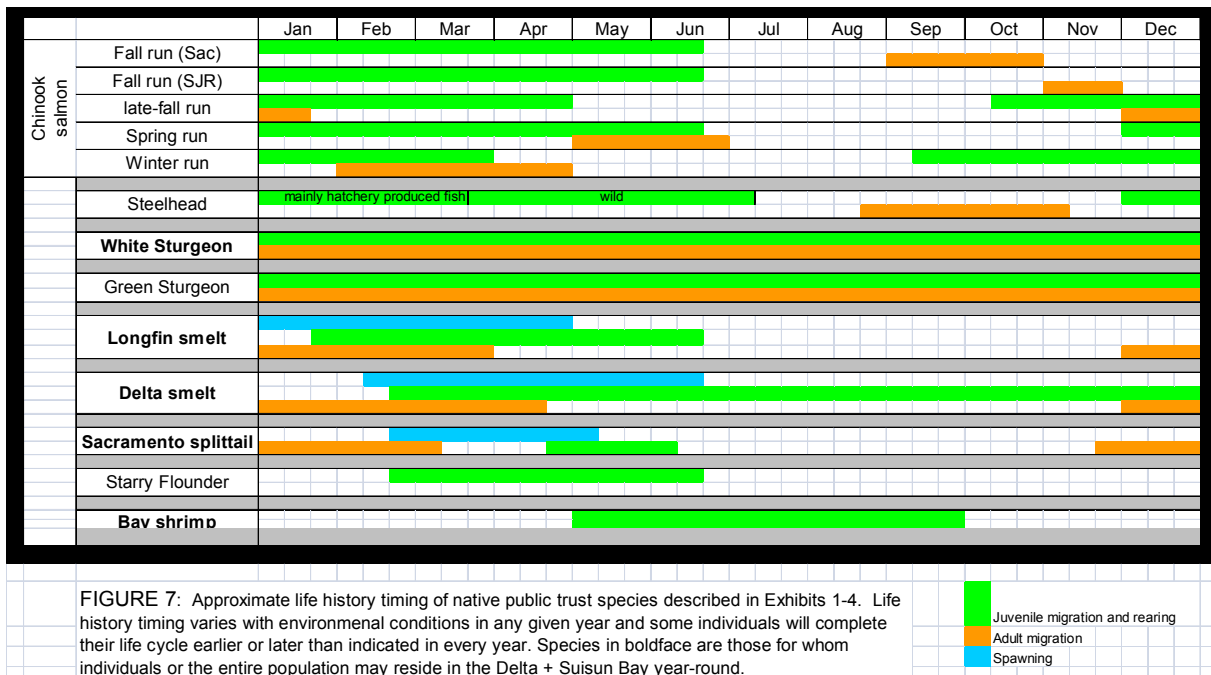 Jan Feb Mar Apr May Jun Jul Aug Sep Oct Nov Dec
Chinook
salmon
Fall run (Sac)
Fall run (SJR)
late-fall run
Spring run
Winter run
Steelhead
mainly hatchery produced fish wild
White Sturgeon
Green Sturgeon
Longfin smelt
Delta smelt
Sacramento splittail
Starry Flounder
Bay shrimp
FIGURE 7: Approximate life history timing of native public trust species described in Exhibits 1-4. Life
history timing varies with environmenal conditions in any given year and some individuals will complete
their life cycle earlier or later than indicated in every year. Species in boldface are those for whom
individuals or the entire population may reside in the Delta + Suisun Bay year-round.
Juvenile migration and rearing
Adult migration
Spawning